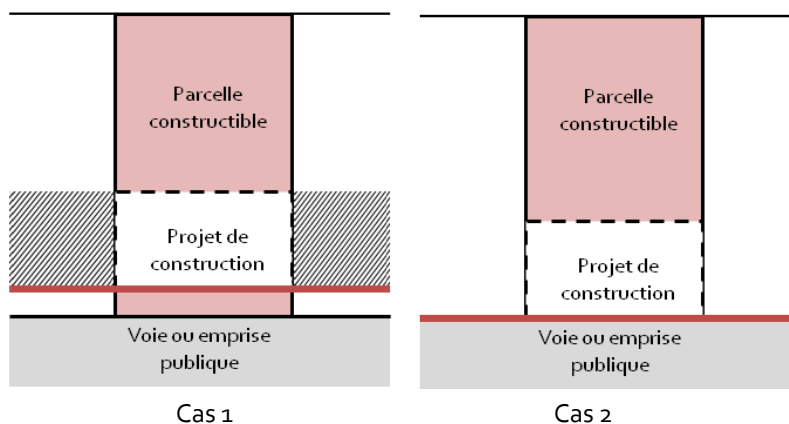 Parcelle
constructible
Projet de
construction
Voie ou emprise
publique
Cas 1
Parcelle
constructible
Projet de
construction
Voie ou emprise
publique
Cas 2